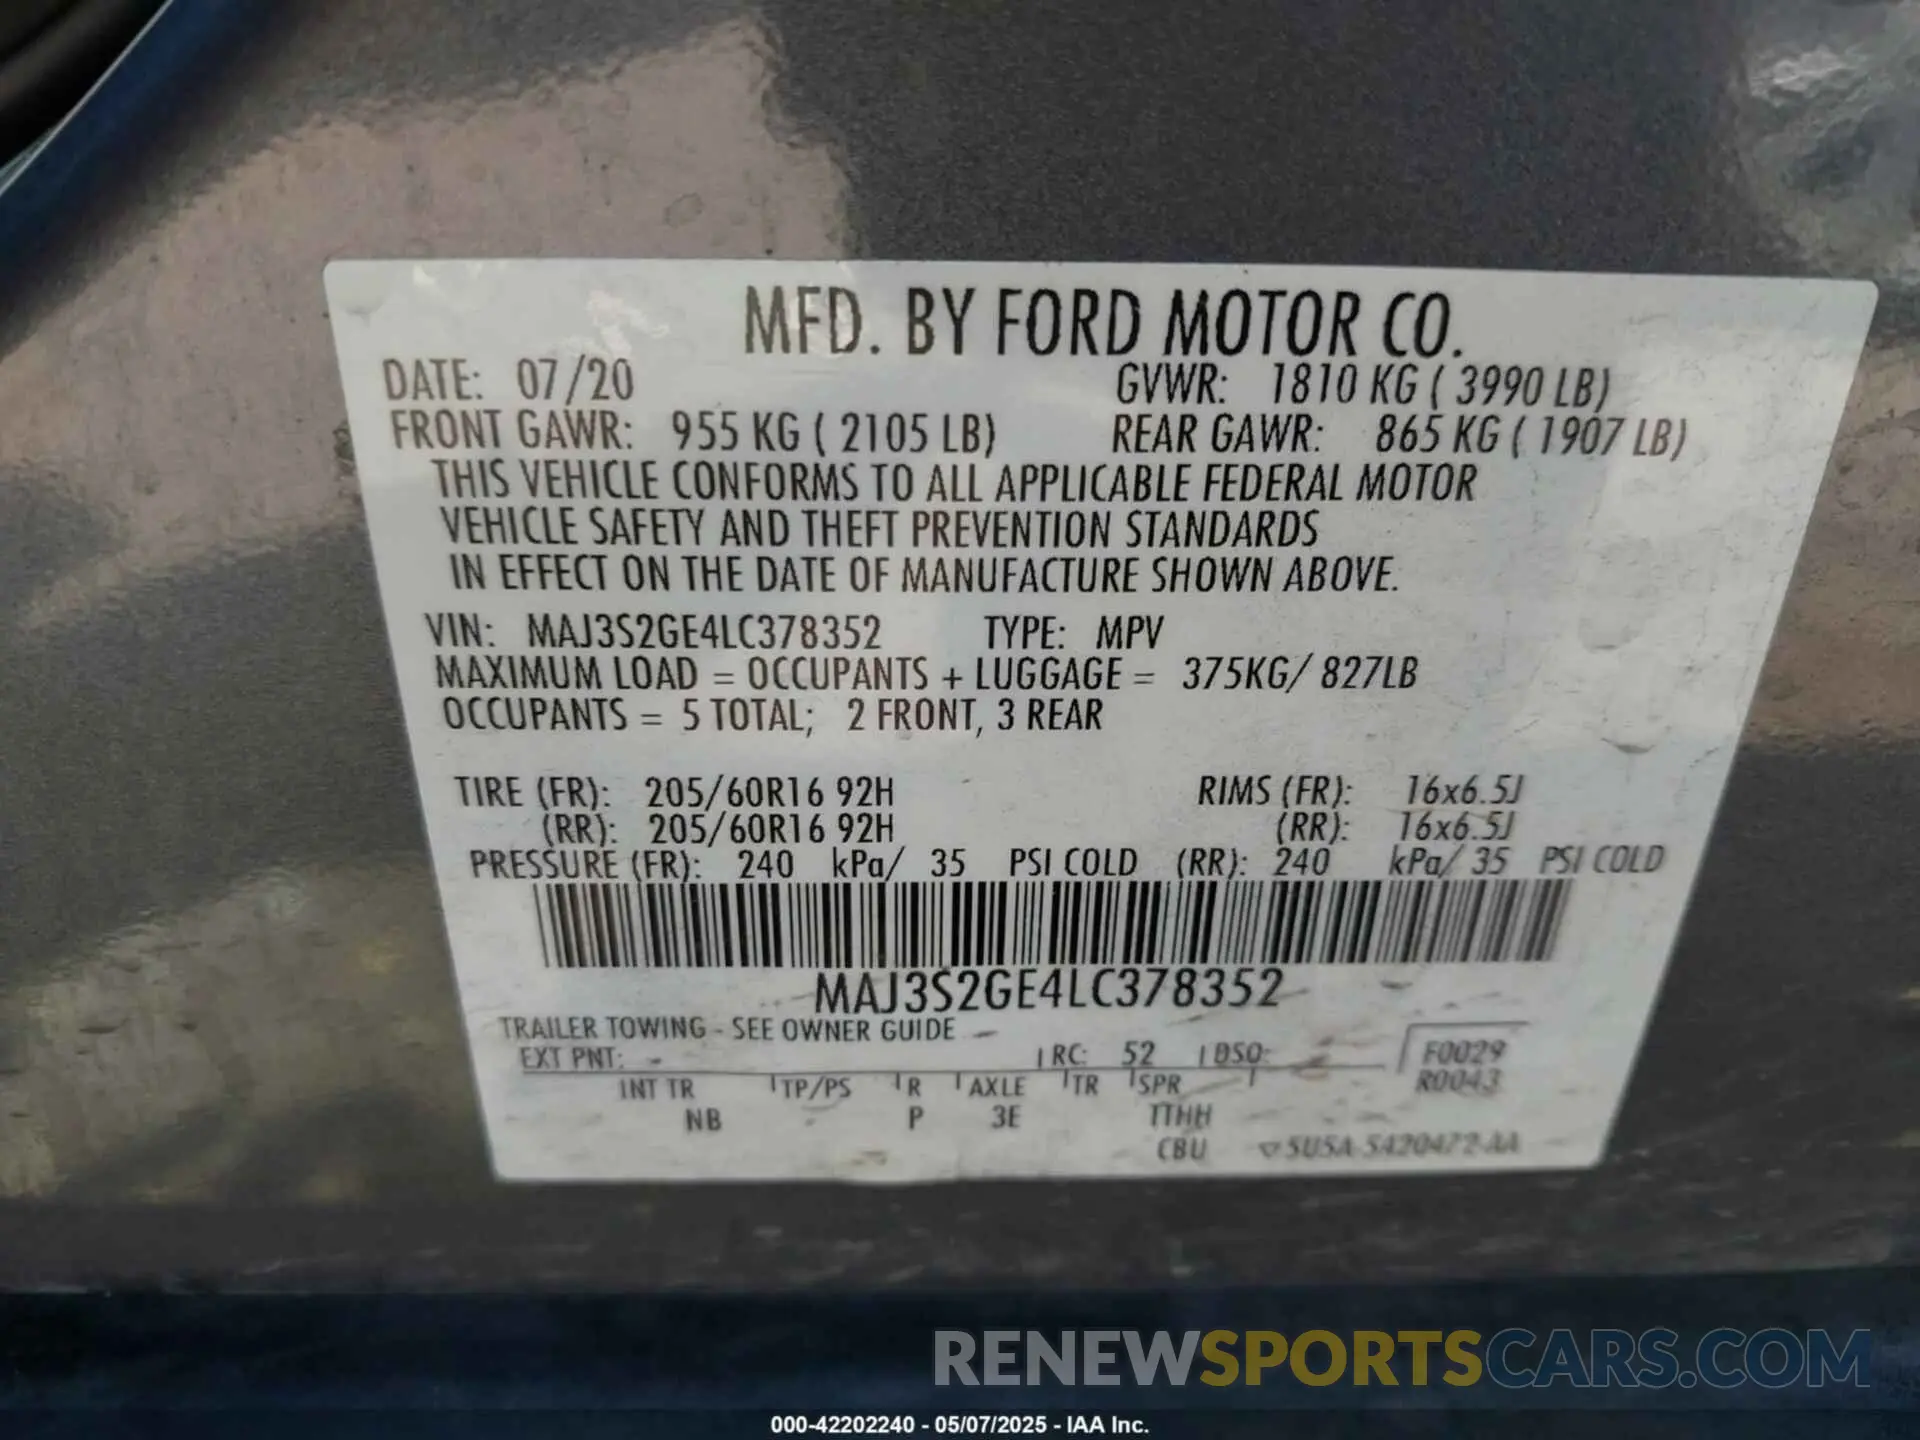 MFD. BY FORD MOTOR CO.
DATE: 07/20 GVWR: 1810 KG ( 3990 LB)
FRONT GAWR: 955 KG ( 2105 LB) REAR GAWR: 865 KG ( 1907 LB)
THIS VEHICLE CONFORMS TO ALL APPLICABLE FEDERAL MOTOR
VEHICLE SAFETY AND THEFT PREVENTION STANDARDS
IN EFFECT ON THE DATE OF MANUFACTURE SHOWN ABOVE.
VIN: MAJ3S2GE4LC378352 TYPE: MPV
MAXIMUM LOAD = OCCUPANTS + LUGGAGE = 375KG/ 827LB
OCCUPANTS = 5 TOTAL; 2 FRONT, 3 REAR
TIRE (FR): 205/60R16 92H RIMS (FR): 16x6.5J
(RR): 205/60R16 92H (RR): 16x6.5J
PRESSURE (FR): 240 kPa/ 35 PSI COLD (RR): 240 kPa/ 35 PSI COLD
MAJ3S2GE4LC378352
TRAILER TOWING - SEE OWNER GUIDE
EXT PNT: RC: 52 DSO: F0029
INT TR TP/PS R AXLE TR SPR R0043
NB P 3E TTHH
CBU 5U5A-5420472-AA
RENEWSPORTSCARS.COM
000-42202240 - 05/07/2025 - IAA Inc.